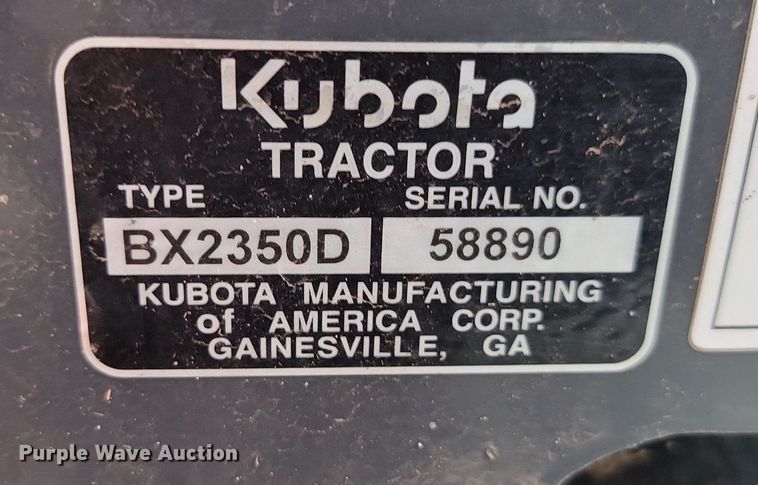 Kubota
TRACTOR
TYPE SERIAL NO.
BX2350D 58890
KUBOTA MANUFACTURING
of AMERICA CORP.
GAINESVILLE, GA
Purple Wave Auction